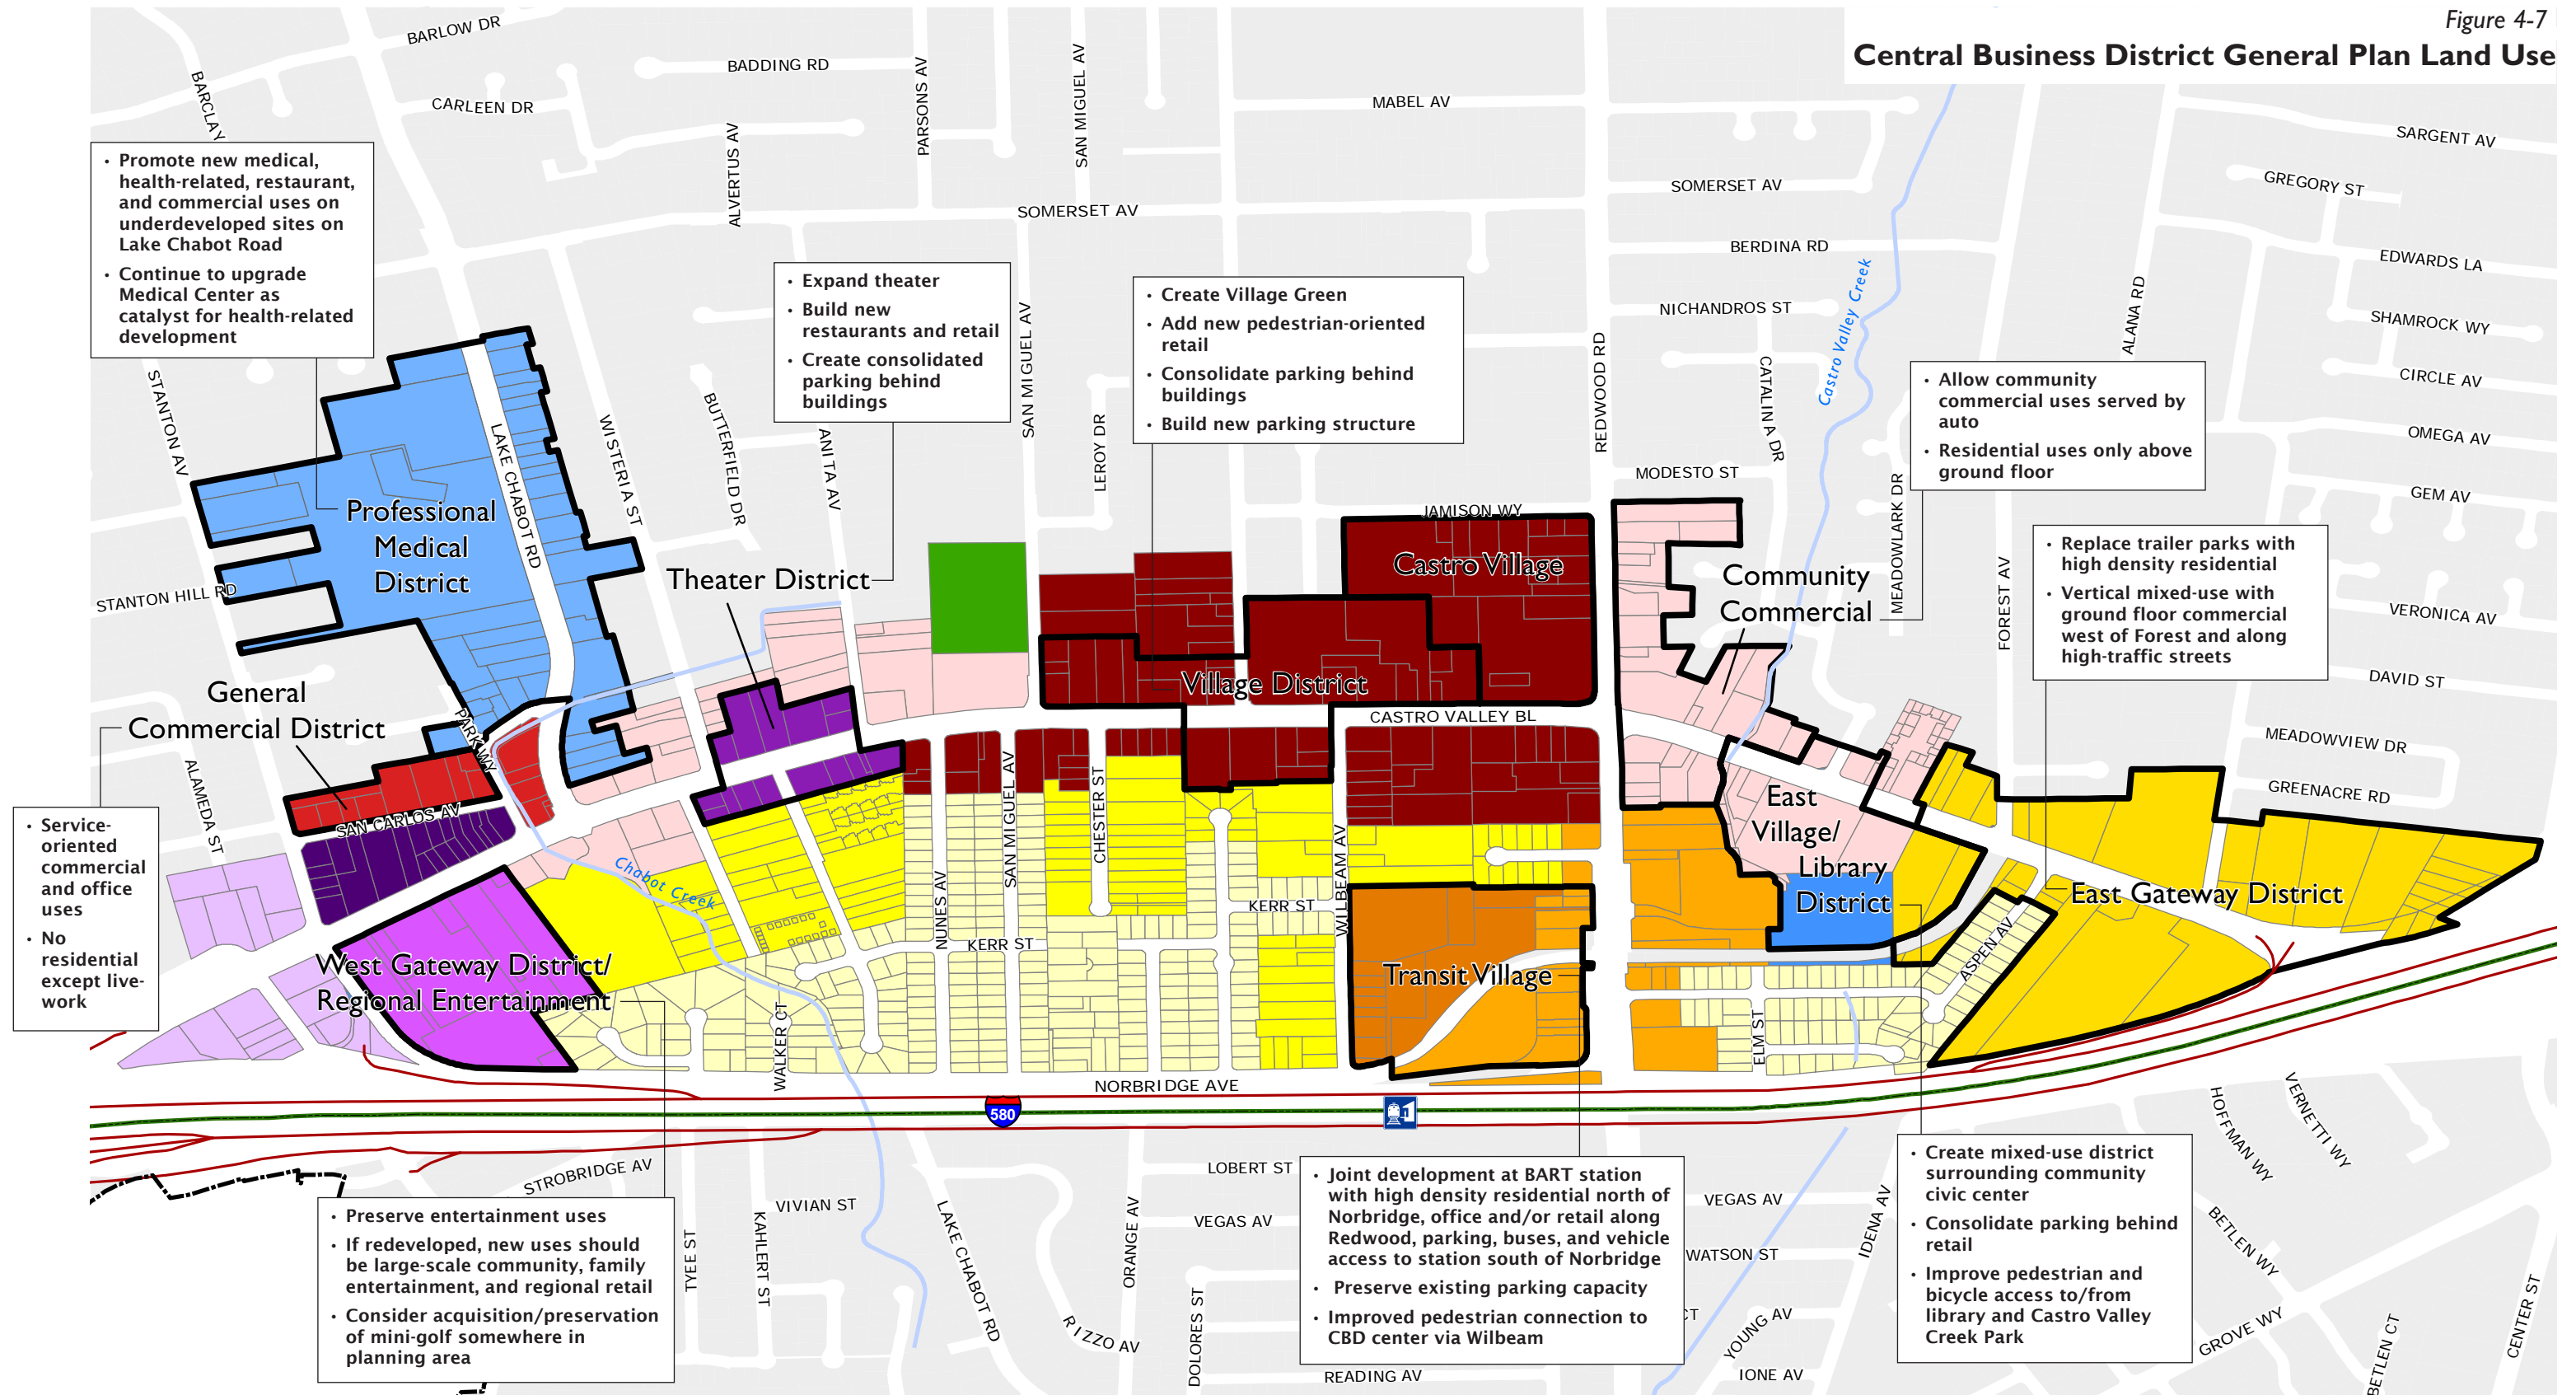 Figure 4-7
Central Business District General Plan Land Use
BARLOW DR
BADDING RD
BARCLAY
CARLEEN DR
ALVERTUS AV
PARSONS AV
SAN MIGUEL AV
MABEL AV
SARGENT AV
GREGORY ST
SOMERSET AV
SOMERSET AV
BERDINA RD
EDWARDS LA
NICHANDROS ST
SHAMROCK WY
ALANA RD
CIRCLE AV
OMEGA AV
GEM AV
VERONICA AV
DAVID ST
MEADOWVIEW DR
GREENACRE RD
• Promote new medical,
health-related, restaurant,
and commercial uses on
underdeveloped sites on
Lake Chabot Road
• Continue to upgrade
Medical Center as
catalyst for health-related
development
• Expand theater
• Build new
restaurants and retail
• Create consolidated
parking behind
buildings
• Create Village Green
• Add new pedestrian-oriented
retail
• Consolidate parking behind
buildings
• Build new parking structure
• Allow community
commercial uses served by
auto
• Residential uses only above
ground floor
• Replace trailer parks with
high density residential
• Vertical mixed-use with
ground floor commercial
west of Forest and along
high-traffic streets
STANTON AV
LAKE CHABOT RD
WISTERIA ST
BUTTERFIELD DR
ANITA AV
SAN MIGUEL AV
LEROY DR
REDWOOD RD
CATALINA DR
Castro Valley Creek
MODESTO ST
MEADOWLARK DR
FOREST AV
JAMISON WY
STANTON HILL RD
Professional
Medical
District
Theater District
Castro Village
Community
Commercial
Village District
General
Commercial District
PARK WY
CASTRO VALLEY BL
ALAMEDA ST
SAN CARLOS AV
East
Village/
Library
District
East Gateway District
• Service-
oriented
commercial
and office
uses
• No
residential
except live-
work
Chabot Creek
NUNES AV
SAN MIGUEL AV
CHESTER ST
WILBEAM AV
KERR ST
KERR ST
ASPEN AV
West Gateway District/
Regional Entertainment
Transit Village
WALKER CT
ELM ST
NORBRIDGE AVE
580
STROBRIDGE AV
VIVIAN ST
TYEE ST
KAHLERT ST
LAKE CHABOT RD
ORANGE AV
RIZZO AV
DOLORES ST
LOBERT ST
VEGAS AV
READING AV
VEGAS AV
WATSON ST
CT
YOUNG AV
IONE AV
IDENA AV
HOFFMAN WY
VERNETTI WY
BETLEN WY
GROVE WY
BETLEN CT
CENTER ST
• Preserve entertainment uses
• If redeveloped, new uses should
be large-scale community, family
entertainment, and regional retail
• Consider acquisition/preservation
of mini-golf somewhere in
planning area
• Joint development at BART station
with high density residential north of
Norbridge, office and/or retail along
Redwood, parking, buses, and vehicle
access to station south of Norbridge
• Preserve existing parking capacity
• Improved pedestrian connection to
CBD center via Wilbeam
• Create mixed-use district
surrounding community
civic center
• Consolidate parking behind
retail
• Improve pedestrian and
bicycle access to/from
library and Castro Valley
Creek Park